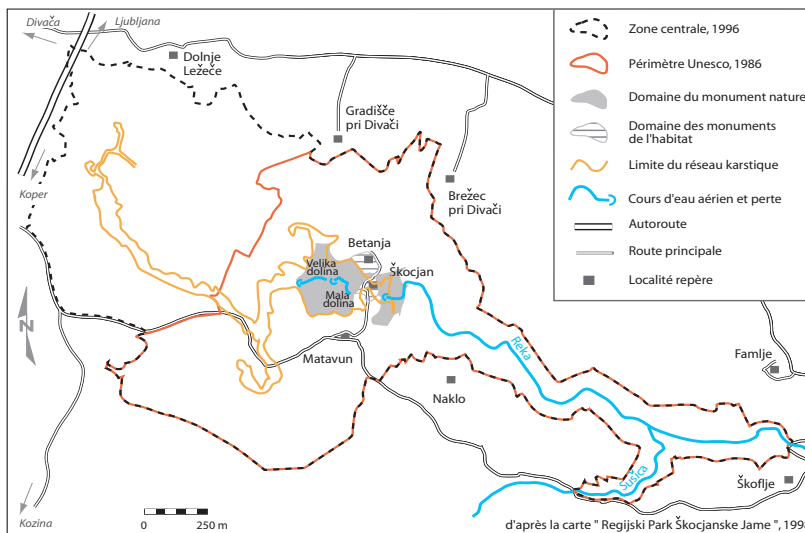 Divača
Ljubljana
Dolnje
Ležeče
Gradišče
pri Divači
Brežec
pri Divači
Koper
Betanja
Velika
dolina
Škocjan
Mala
dolina
Matavun
Reka
Naklo
Famlje
Sušica
Škoflje
Kozina
N
0 250 m
Zone centrale, 1996
Périmètre Unesco, 1986
Domaine du monument nature
Domaine des monuments
de l'habitat
Limite du réseau karstique
Cours d'eau aérien et perte
Autoroute
Route principale
Localité repère
d'après la carte " Regijski Park Škocjanske Jame ",